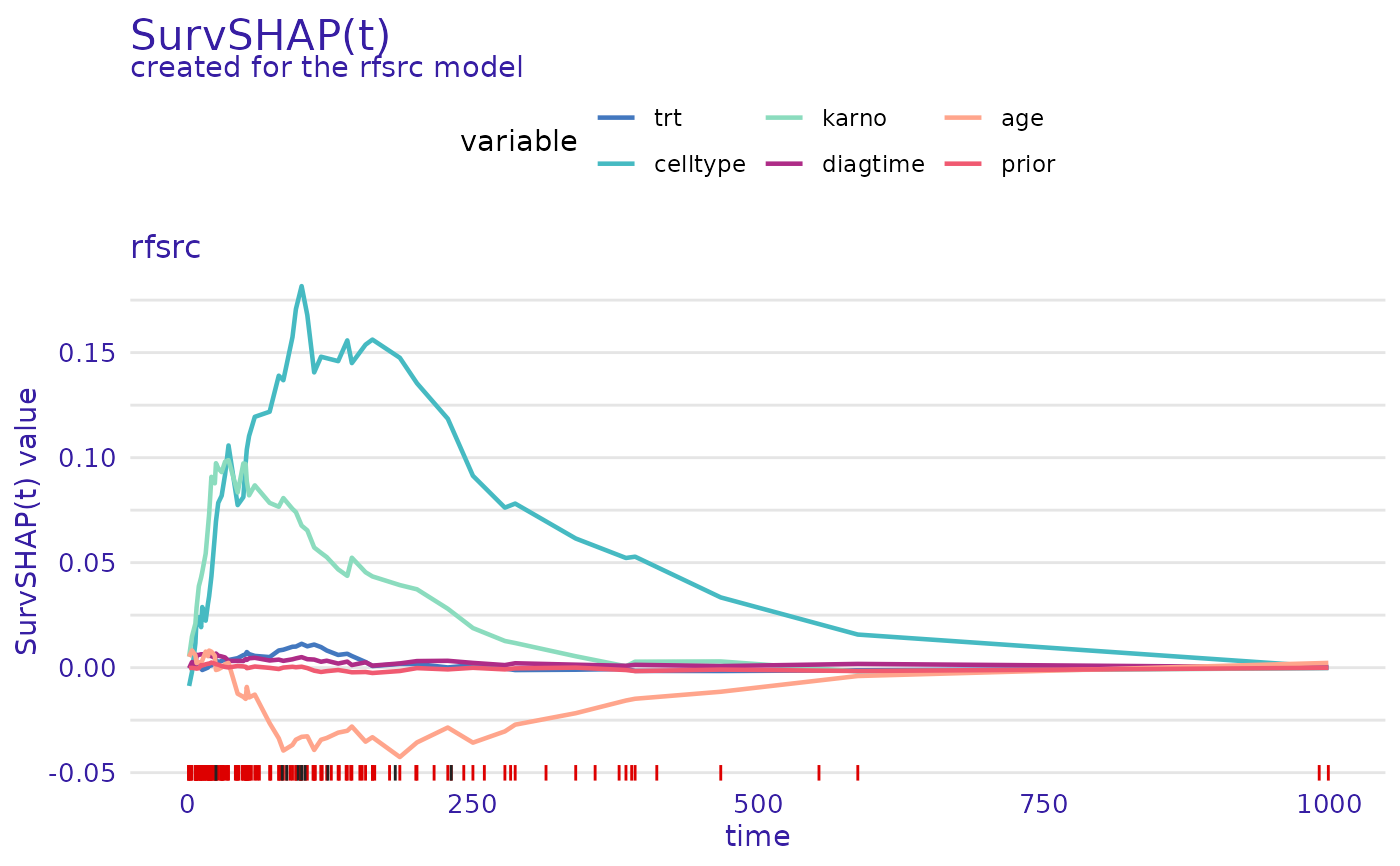 SurvSHAP(t)
created for the rfsrc model
variable
trt
karno
age
celltype
diagtime
prior
rfsrc
SurvSHAP(t) value
0.15
0.10
0.05
0.00
-0.05
0
250
500
750
1000
time